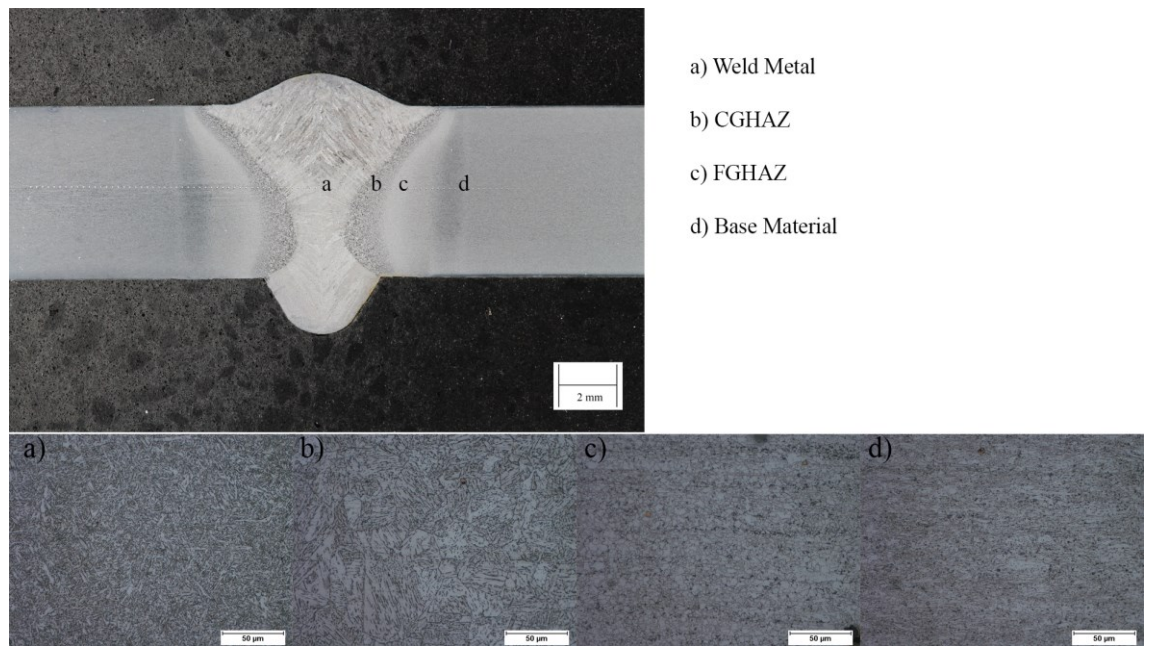 a) Weld Metal
b) CGHAZ
c) FGHAZ
d) Base Material
a b c d
2 mm
a) b) c) d)
50 µm 50 µm 50 µm 50 µm